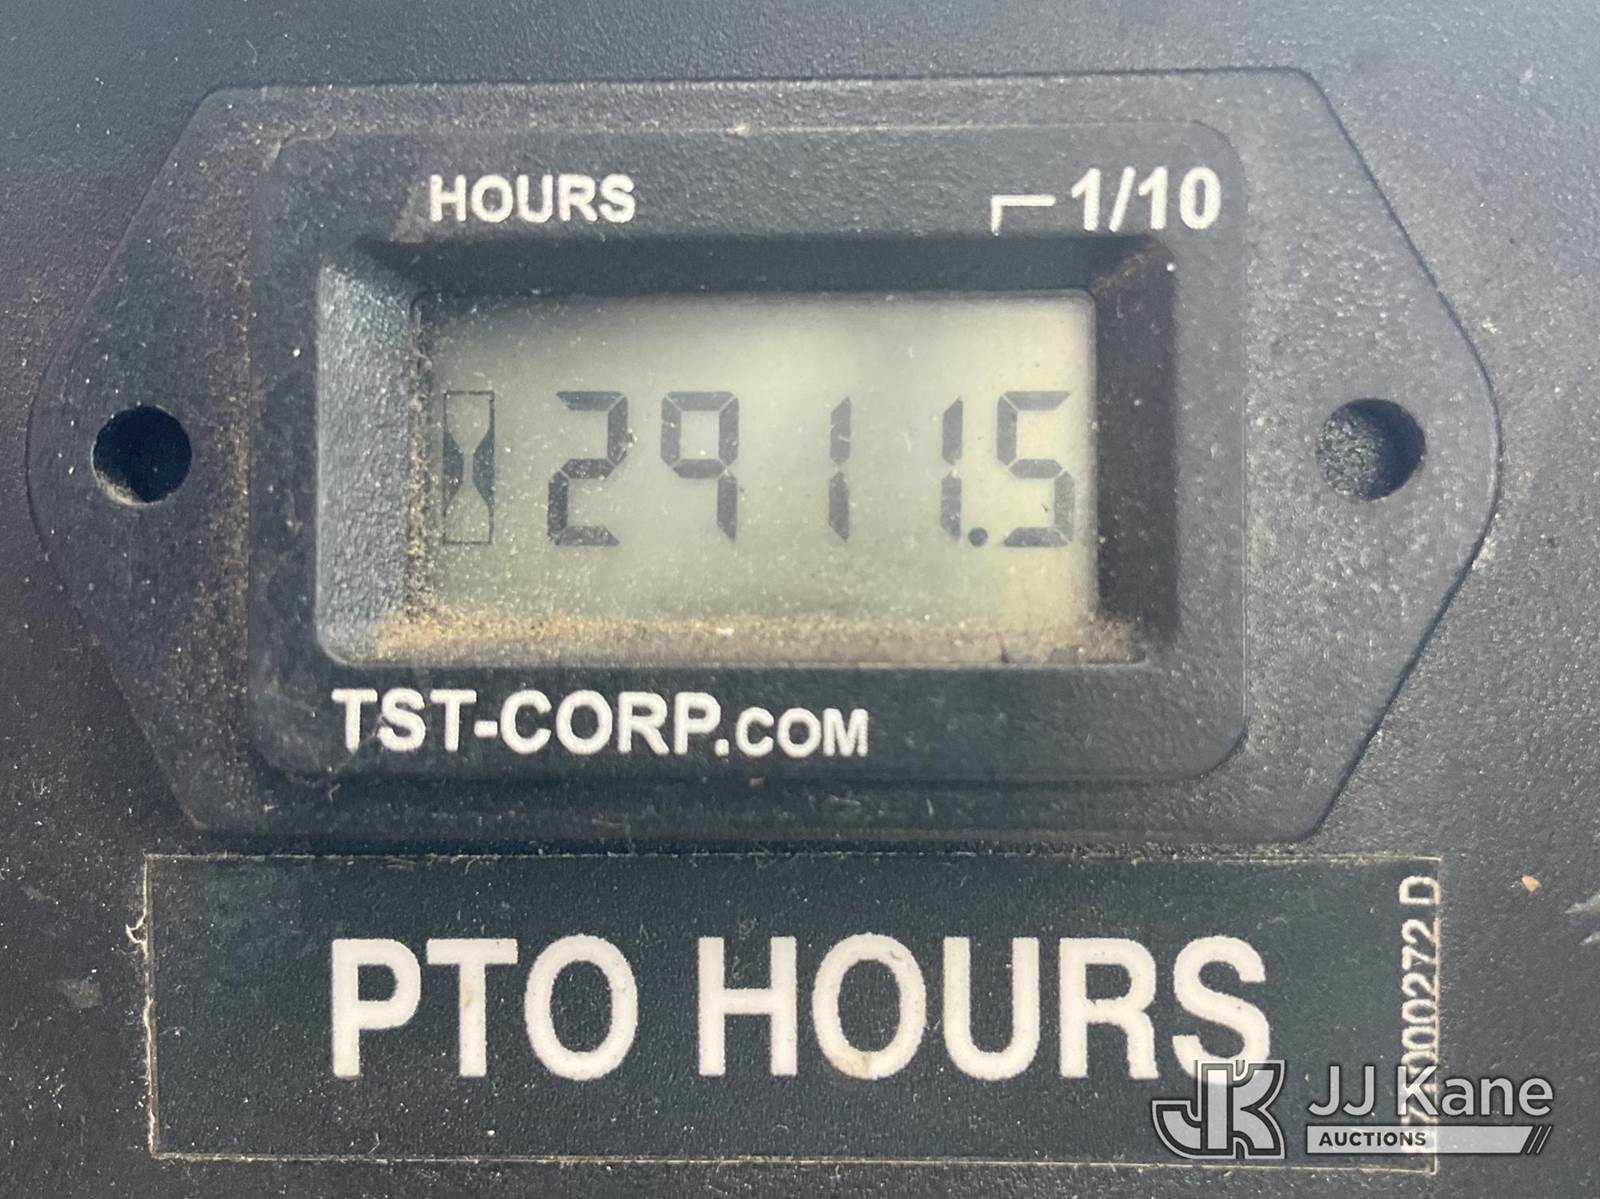 HOURS 1/10
2911.5
TST-CORP.COM
PTO HOURS
JJ Kane
AUCTIONS